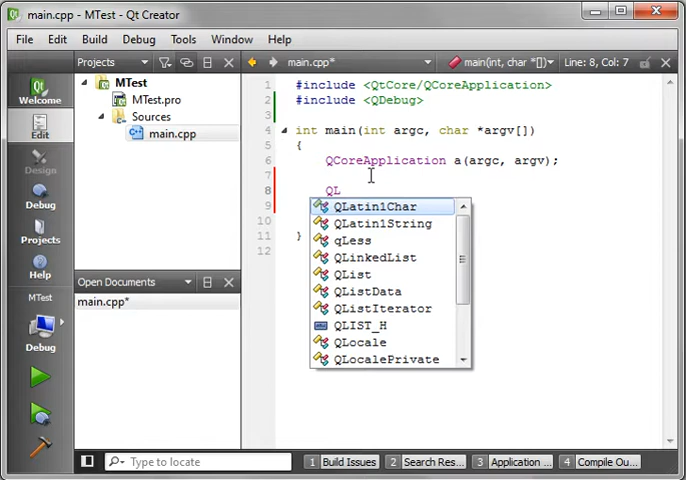 main.cpp - MTest - Qt Creator
File Edit Build Debug Tools Window Help
Projects
main.cpp*
main(int, char *[])
Line: 8, Col: 7
Welcome
Edit
Design
Debug
Projects
Help
MTest
Debug
MTest
MTest.pro
Sources
main.cpp
Open Documents
main.cpp*
1 #include <QtCore/QCoreApplication>
2 #include <QDebug>
3
4 int main(int argc, char *argv[])
5 {
6 QCoreApplication a(argc, argv);
7
8 QL
9
10
11 }
12
QLatin1Char
QLatin1String
qLess
QLinkedList
QList
QListData
QListIterator
QLIST_H
QLocale
QLocalePrivate
Type to locate
1 Build Issues
2 Search Res...
3 Application ...
4 Compile Ou...